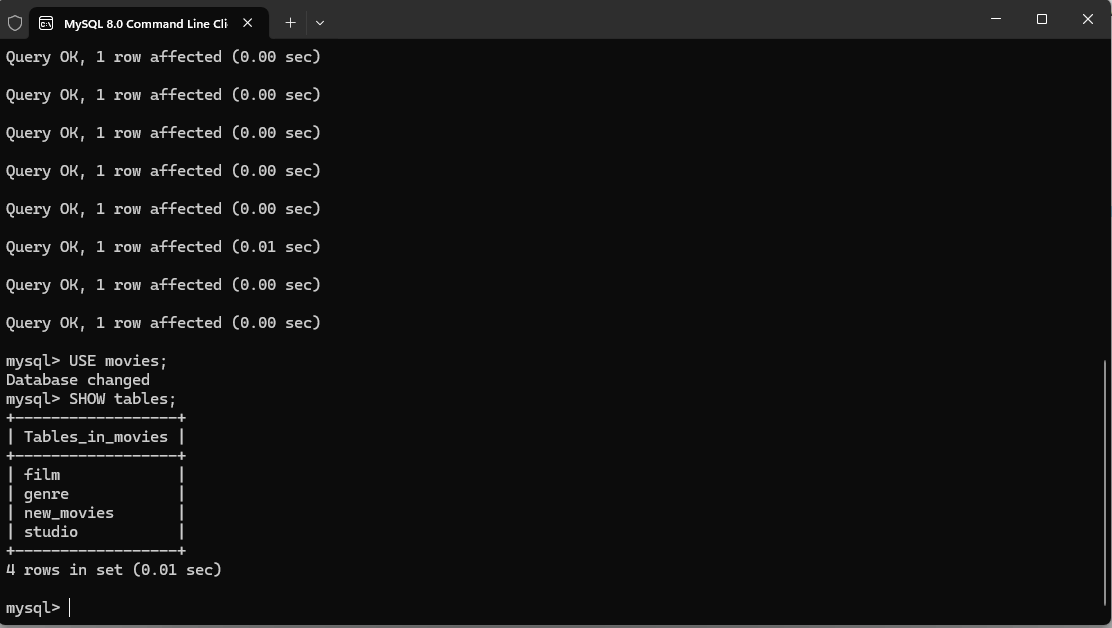 MySQL 8.0 Command Line Cli
Query OK, 1 row affected (0.00 sec)
Query OK, 1 row affected (0.00 sec)
Query OK, 1 row affected (0.00 sec)
Query OK, 1 row affected (0.00 sec)
Query OK, 1 row affected (0.00 sec)
Query OK, 1 row affected (0.01 sec)
Query OK, 1 row affected (0.00 sec)
Query OK, 1 row affected (0.00 sec)
mysql> USE movies;
Database changed
mysql> SHOW tables;
+------------------+
| Tables_in_movies |
+------------------+
| film             |
| genre            |
| new_movies       |
| studio           |
+------------------+
4 rows in set (0.01 sec)
mysql>